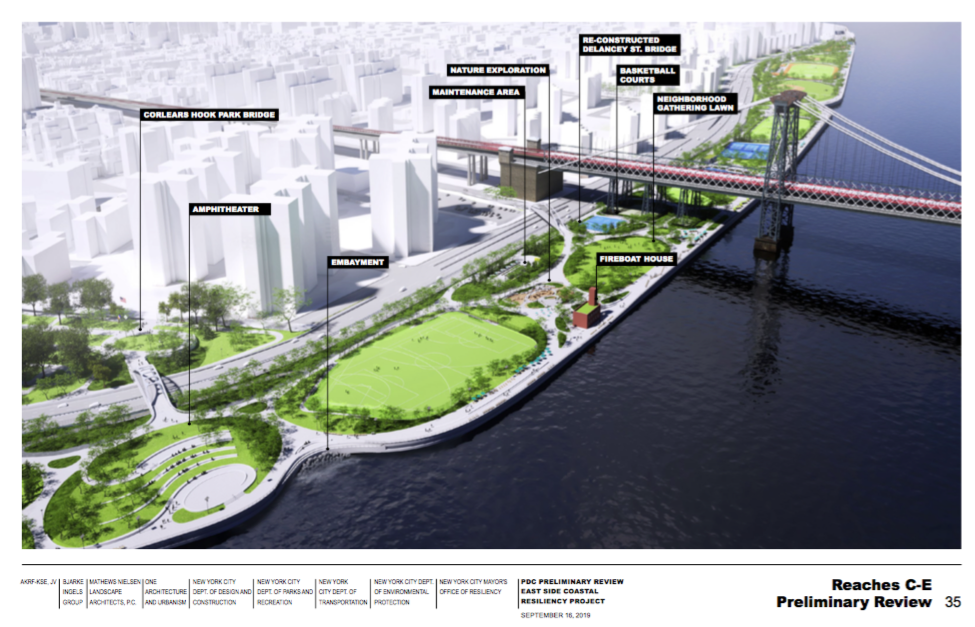 RE-CONSTRUCTED
DELANCEY ST. BRIDGE
NATURE EXPLORATION
BASKETBALL
COURTS
MAINTENANCE AREA
NEIGHBORHOOD
GATHERING LAWN
CORLEARS HOOK PARK BRIDGE
AMPHITHEATER
EMBAYMENT
FIREBOAT HOUSE
AKRF-KSE, JV
BJARKE
INGELS
GROUP
MATHEWS NIELSEN
LANDSCAPE
ARCHITECTS, P.C.
ONE
ARCHITECTURE
AND URBANISM
NEW YORK CITY
DEPT. OF DESIGN AND
CONSTRUCTION
NEW YORK CITY
DEPT. OF PARKS AND
RECREATION
NEW YORK
CITY DEPT. OF
TRANSPORTATION
NEW YORK CITY DEPT.
OF ENVIRONMENTAL
PROTECTION
NEW YORK CITY MAYOR'S
OFFICE OF RESILIENCY
PDC PRELIMINARY REVIEW
EAST SIDE COASTAL
RESILIENCY PROJECT
SEPTEMBER 16, 2019
Reaches C-E
Preliminary Review 35